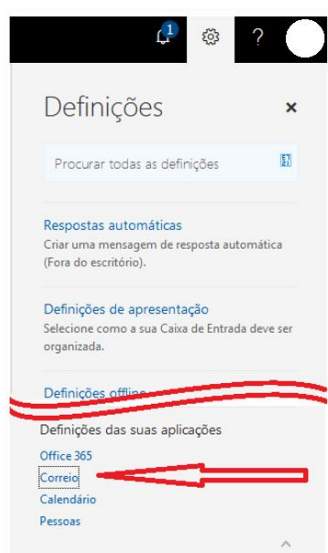 1
?
Definições ×
Procurar todas as definições
Respostas automáticas
Criar uma mensagem de resposta automática
(Fora do escritório).
Definições de apresentação
Selecione como a sua Caixa de Entrada deve ser
organizada.
Definições offline
Definições das suas aplicações
Office 365
Correio
Calendário
Pessoas